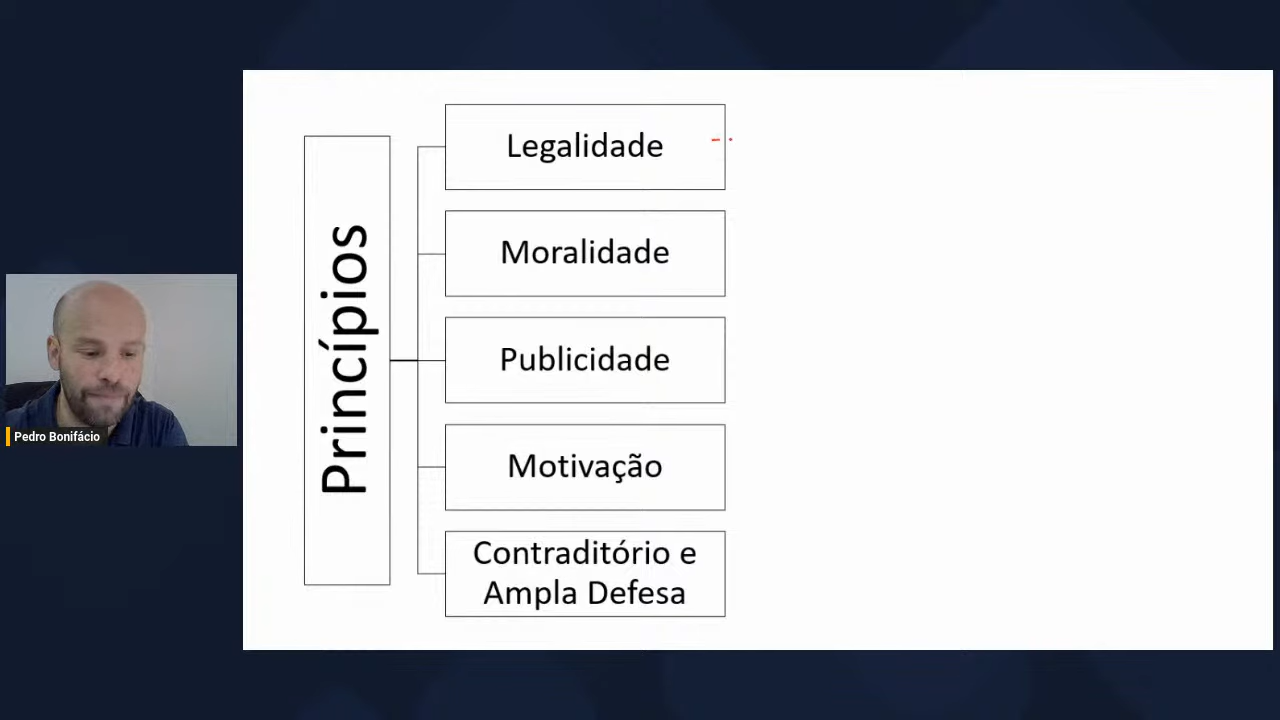 Princípios
Legalidade
Moralidade
Publicidade
Motivação
Contraditório e
Ampla Defesa
Pedro Bonifácio